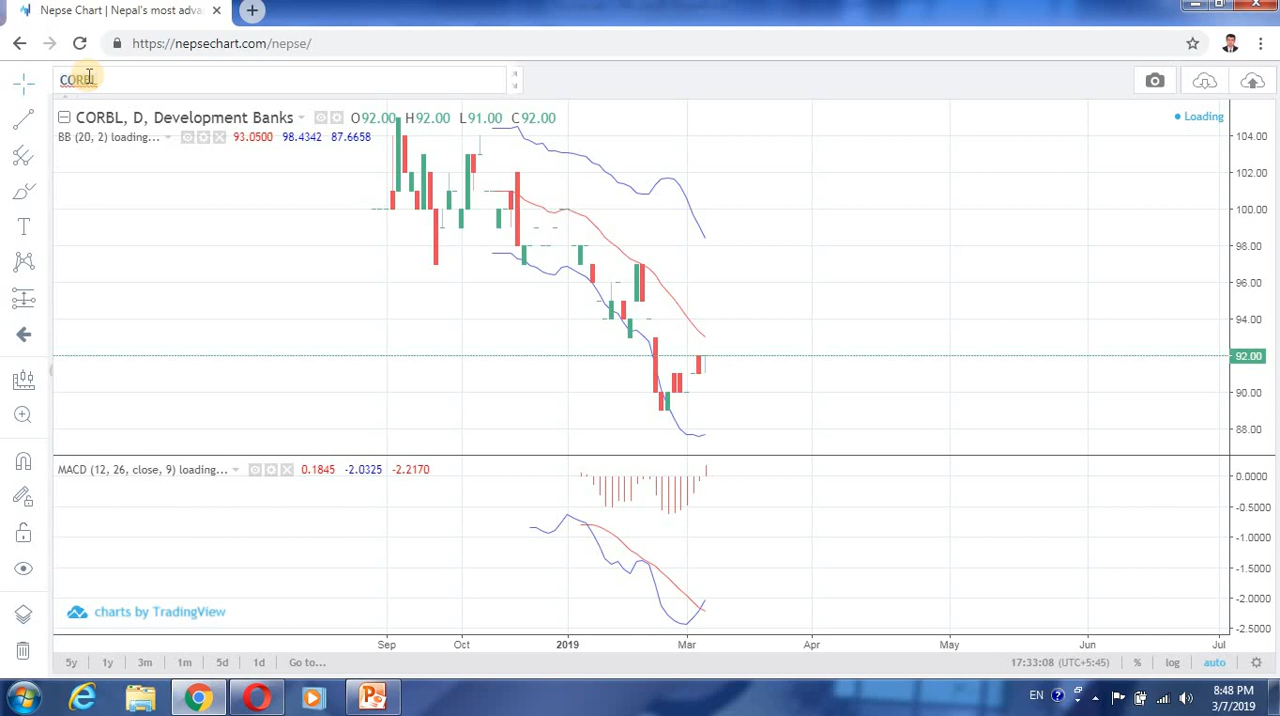 Nepse Chart | Nepal's most adva
https://nepsechart.com/nepse/
CORBL
CORBL, D, Development Banks O92.00 H92.00 L91.00 C92.00
Loading
BB (20, 2) loading... 93.0500 98.4342 87.6658
104.00
102.00
100.00
98.00
96.00
94.00
92.00
90.00
88.00
MACD (12, 26, close, 9) loading... 0.1845 -2.0325 -2.2170
0.0000
-0.5000
-1.0000
-1.5000
-2.0000
-2.5000
charts by TradingView
Sep Oct 2019 Mar Apr May Jun Jul
5y 1y 3m 1m 5d 1d Go to... 17:33:08 (UTC+5:45) % log auto
EN 8:48 PM
3/7/2019